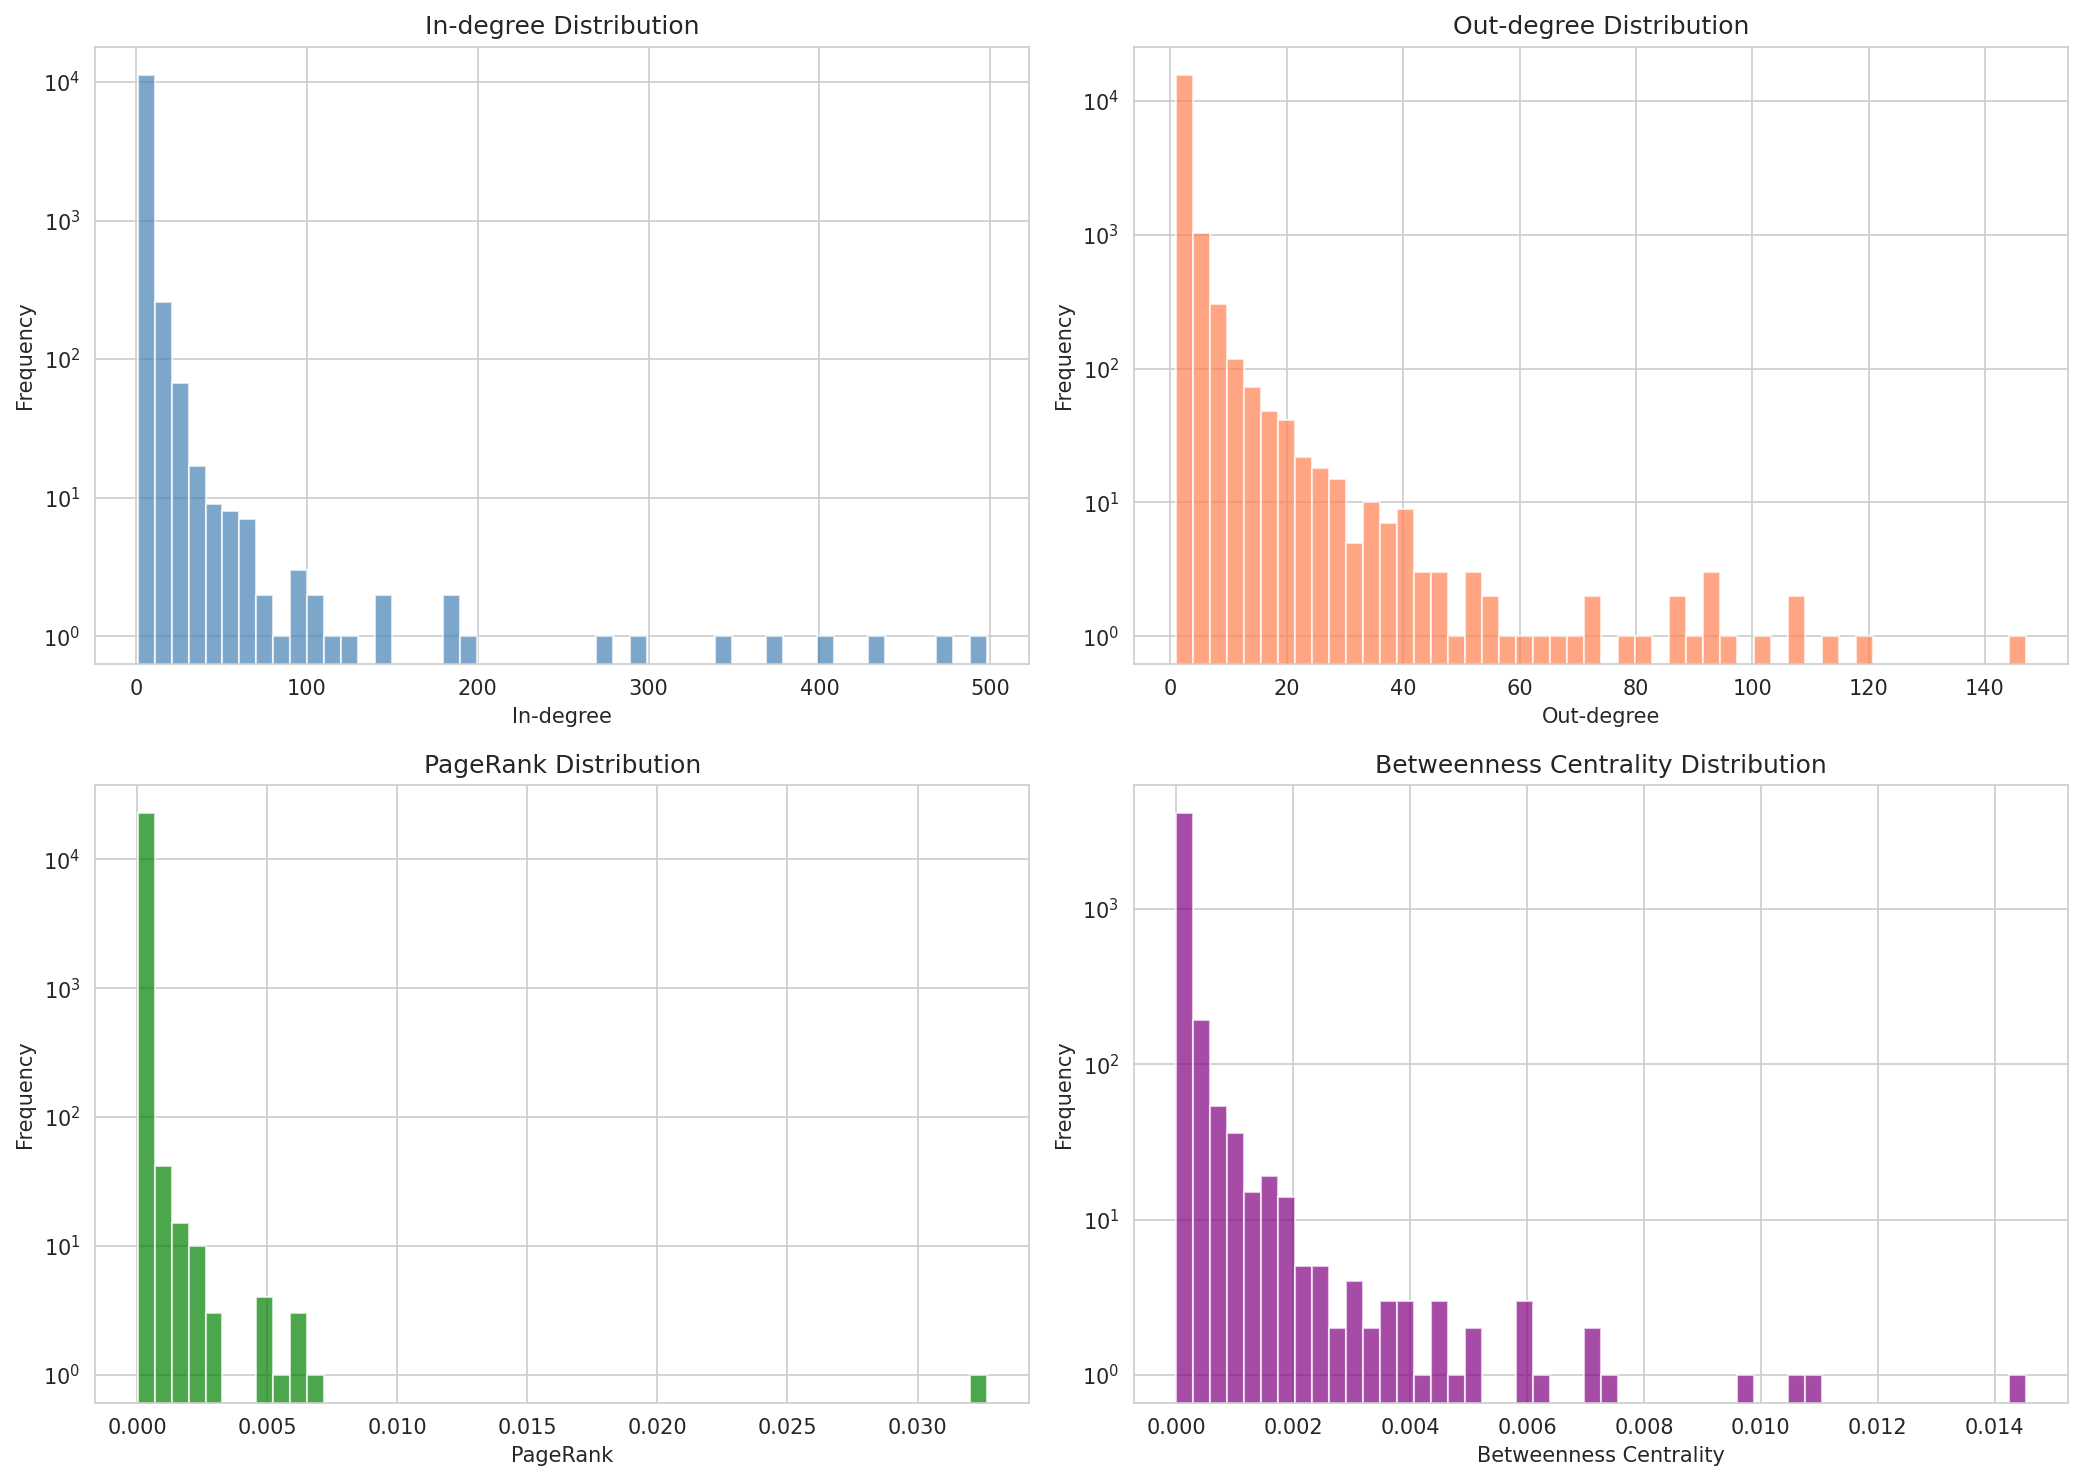 In-degree Distribution
Frequency
10^4
10^3
10^2
10^1
10^0
0 100 200 300 400 500
In-degree
Out-degree Distribution
Frequency
10^4
10^3
10^2
10^1
10^0
0 20 40 60 80 100 120 140
Out-degree
PageRank Distribution
Frequency
10^4
10^3
10^2
10^1
10^0
0.000 0.005 0.010 0.015 0.020 0.025 0.030
PageRank
Betweenness Centrality Distribution
Frequency
10^3
10^2
10^1
10^0
0.000 0.002 0.004 0.006 0.008 0.010 0.012 0.014
Betweenness Centrality